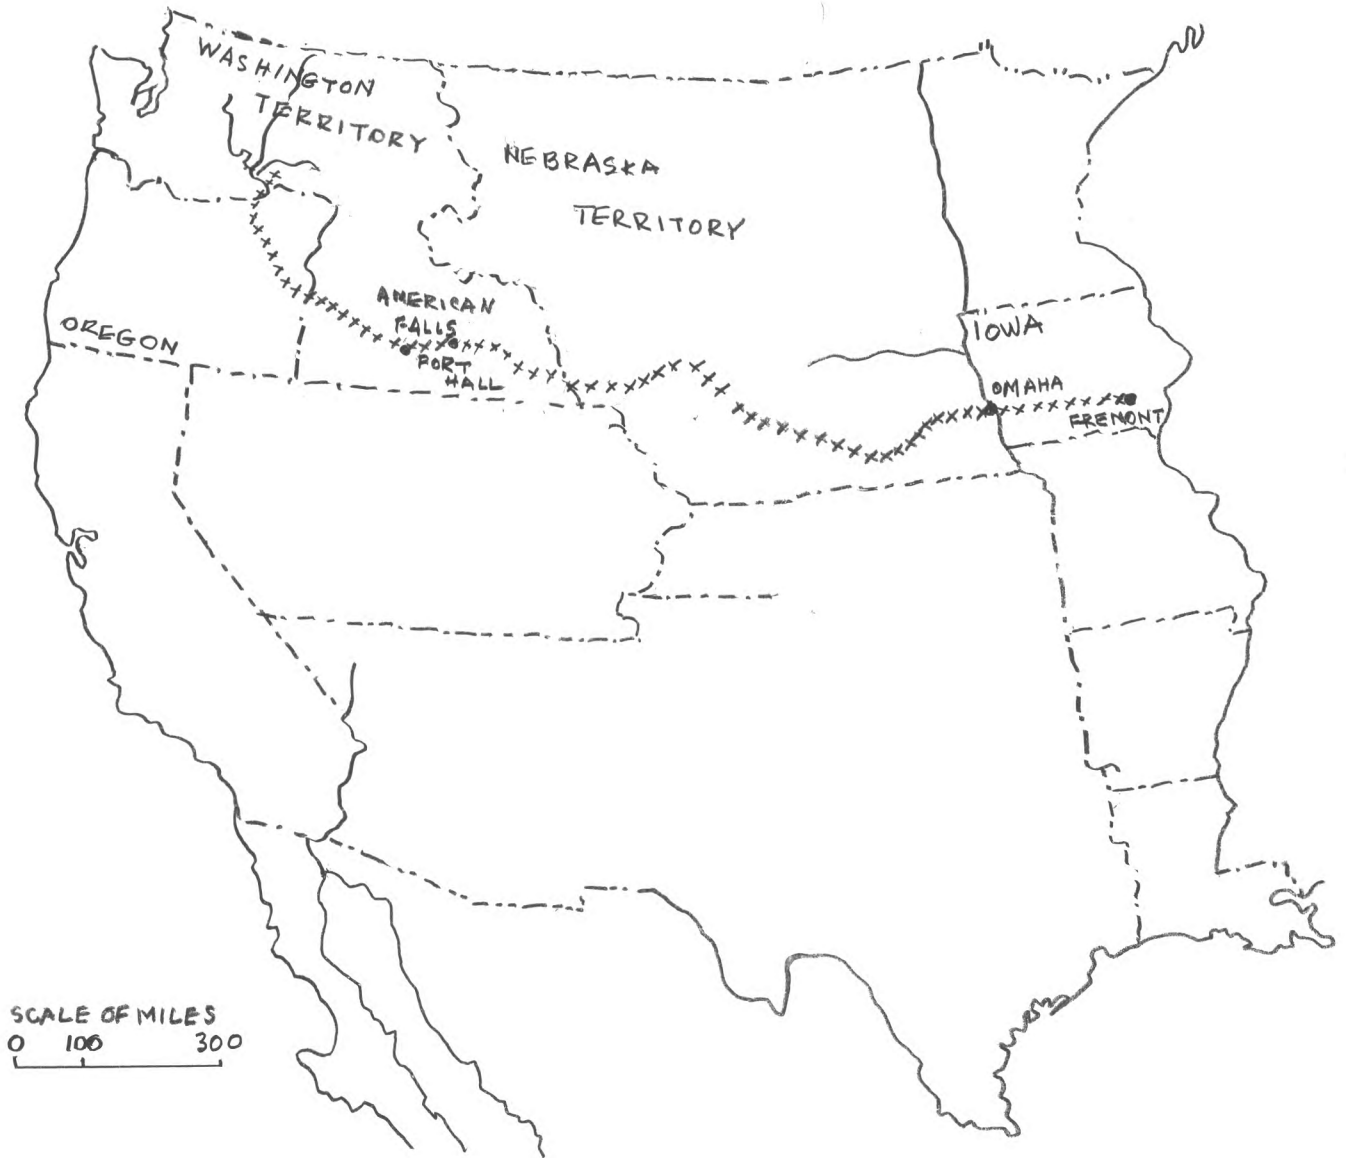 WASHINGTON
TERRITORY
NEBRASKA
TERRITORY
AMERICAN
FALLS
FORT
HALL
OREGON
IOWA
OMAHA
FREMONT
SCALE OF MILES
0 100 300